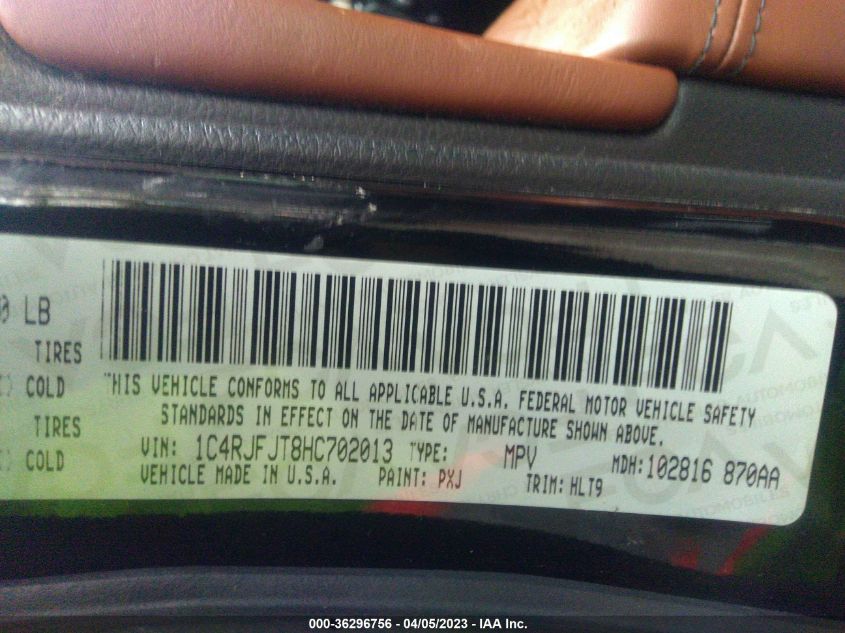 0 LB
TIRES
COLD
TIRES
COLD
THIS VEHICLE CONFORMS TO ALL APPLICABLE U.S.A. FEDERAL MOTOR VEHICLE SAFETY
STANDARDS IN EFFECT ON THE DATE OF MANUFACTURE SHOWN ABOVE.
VIN: 1C4RJFJT8HC702013 TYPE: MPV MDH:102816 870AA
VEHICLE MADE IN U.S.A. PAINT: PXJ TRIM: HLT9
000-36296756 - 04/05/2023 - IAA Inc.